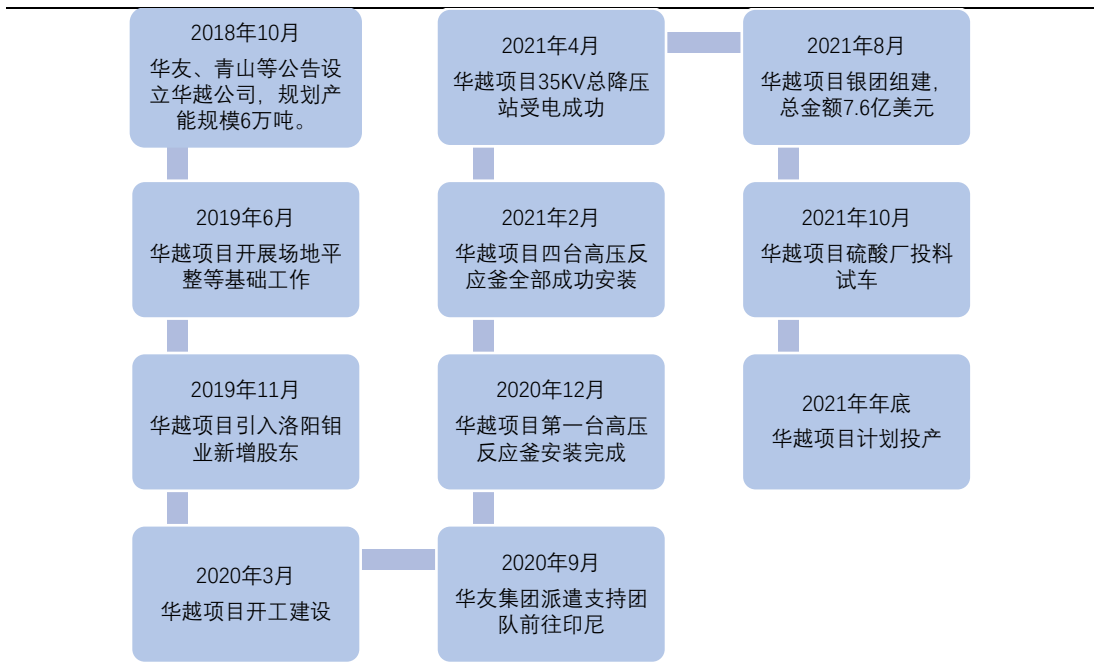 2018年10月
华友、青山等公告设
立华越公司，规划产
能规模6万吨。
2019年6月
华越项目开展场地平
整等基础工作
2019年11月
华越项目引入洛阳钼
业新增股东
2020年3月
华越项目开工建设
2020年9月
华友集团派遣支持团
队前往印尼
2020年12月
华越项目第一台高压
反应釜安装完成
2021年2月
华越项目四台高压反
应釜全部成功安装
2021年4月
华越项目35KV总降压
站受电成功
2021年8月
华越项目银团组建，
总金额7.6亿美元
2021年10月
华越项目硫酸厂投料
试车
2021年年底
华越项目计划投产